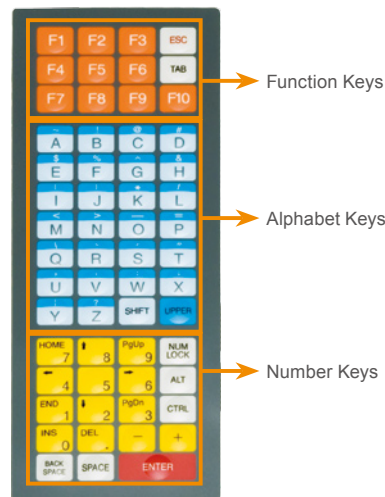 F1 F2 F3 ESC
F4 F5 F6 TAB
F7 F8 F9 F10
Function Keys
~ ! @ #
A B C D
$ % ^ &
E F G H
I J K L
< > — =
M N O P
Alphabet Keys
Q R S T
U V W X
? 
Y Z SHIFT UPPER
HOME 7 ⬆ 8 PgUp 9 NUM LOCK
⬅ 4 5 ➡ 6 ALT
Number Keys
END 1 ⬇ 2 PgDn 3 CTRL
INS 0 DEL . − +
BACK SPACE SPACE ENTER